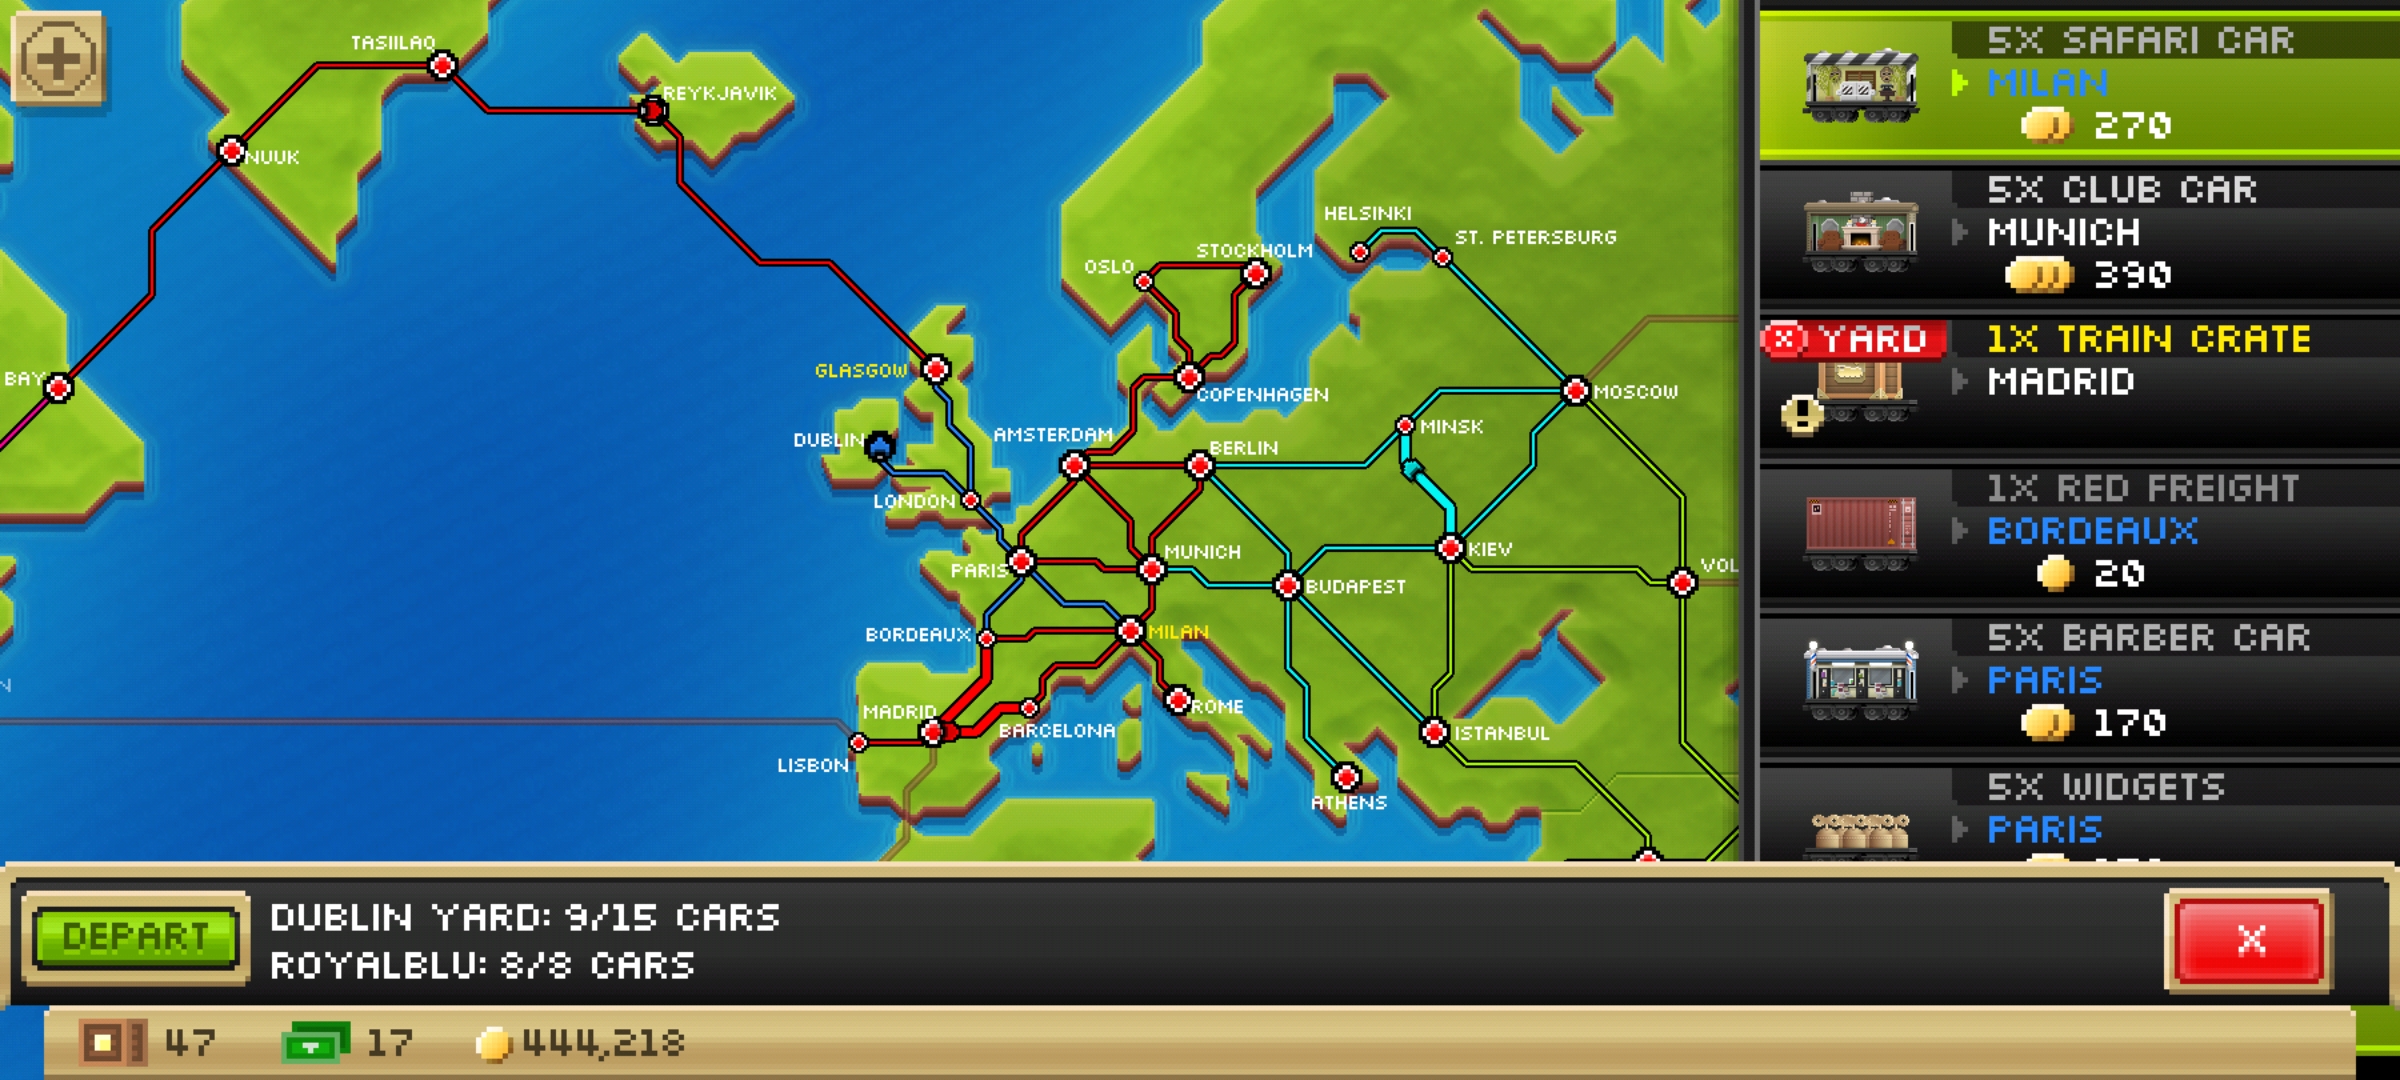 TASIILAQ
REYKJAVIK
NUUK
BAY
GLASGOW
DUBLIN
LONDON
OSLO
STOCKHOLM
HELSINKI
ST. PETERSBURG
COPENHAGEN
MOSCOW
AMSTERDAM
BERLIN
MINSK
PARIS
MUNICH
BUDAPEST
KIEV
VOL
BORDEAUX
MILAN
MADRID
BARCELONA
ROME
ISTANBUL
LISBON
ATHENS
N
5X SAFARI CAR
MILAN
270
5X CLUB CAR
MUNICH
390
X YARD
1X TRAIN CRATE
MADRID
!
1X RED FREIGHT
BORDEAUX
20
5X BARBER CAR
PARIS
170
5X WIDGETS
PARIS
DEPART
DUBLIN YARD: 9/15 CARS
ROYALBLU: 8/8 CARS
X
47
17
444,218